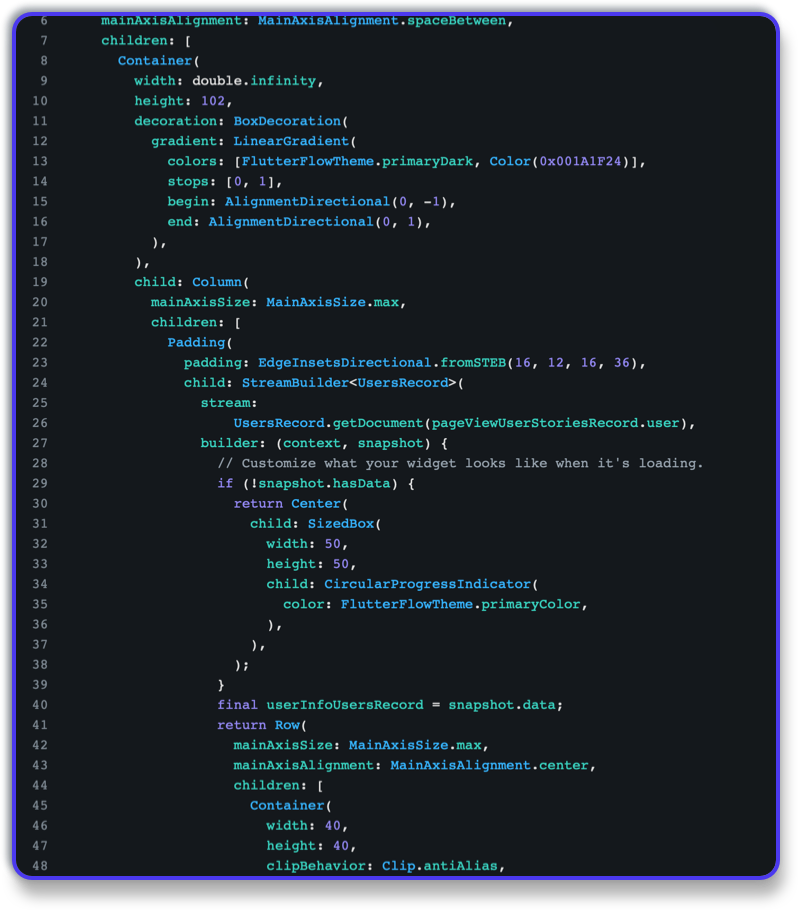 6 mainAxisAlignment: MainAxisAlignment.spaceBetween,
7 children: [
8 Container(
9 width: double.infinity,
10 height: 102,
11 decoration: BoxDecoration(
12 gradient: LinearGradient(
13 colors: [FlutterFlowTheme.primaryDark, Color(0x001A1F24)],
14 stops: [0, 1],
15 begin: AlignmentDirectional(0, -1),
16 end: AlignmentDirectional(0, 1),
17 ),
18 ),
19 child: Column(
20 mainAxisSize: MainAxisSize.max,
21 children: [
22 Padding(
23 padding: EdgeInsetsDirectional.fromSTEB(16, 12, 16, 36),
24 child: StreamBuilder<UsersRecord>(
25 stream:
26 UsersRecord.getDocument(pageViewUserStoriesRecord.user),
27 builder: (context, snapshot) {
28 // Customize what your widget looks like when it's loading.
29 if (!snapshot.hasData) {
30 return Center(
31 child: SizedBox(
32 width: 50,
33 height: 50,
34 child: CircularProgressIndicator(
35 color: FlutterFlowTheme.primaryColor,
36 ),
37 ),
38 );
39 }
40 final userInfoUsersRecord = snapshot.data;
41 return Row(
42 mainAxisSize: MainAxisSize.max,
43 mainAxisAlignment: MainAxisAlignment.center,
44 children: [
45 Container(
46 width: 40,
47 height: 40,
48 clipBehavior: Clip.antiAlias,